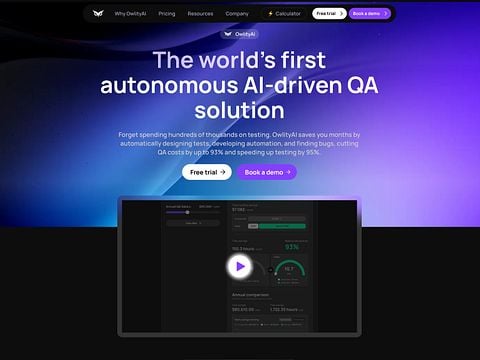 Why OwlityAI
Pricing
Resources
Company
⚡ Calculator
Free trial →
Book a demo →
OwlityAI
The world's first
autonomous AI-driven QA
solution
Forget spending hundreds of thousands on testing. OwlityAI saves you months by
automatically designing tests, developing automation, and finding bugs, cutting
QA costs by up to 93% and speeding up testing by 95%.
Free trial →
Book a demo →
93%
Annual comparison